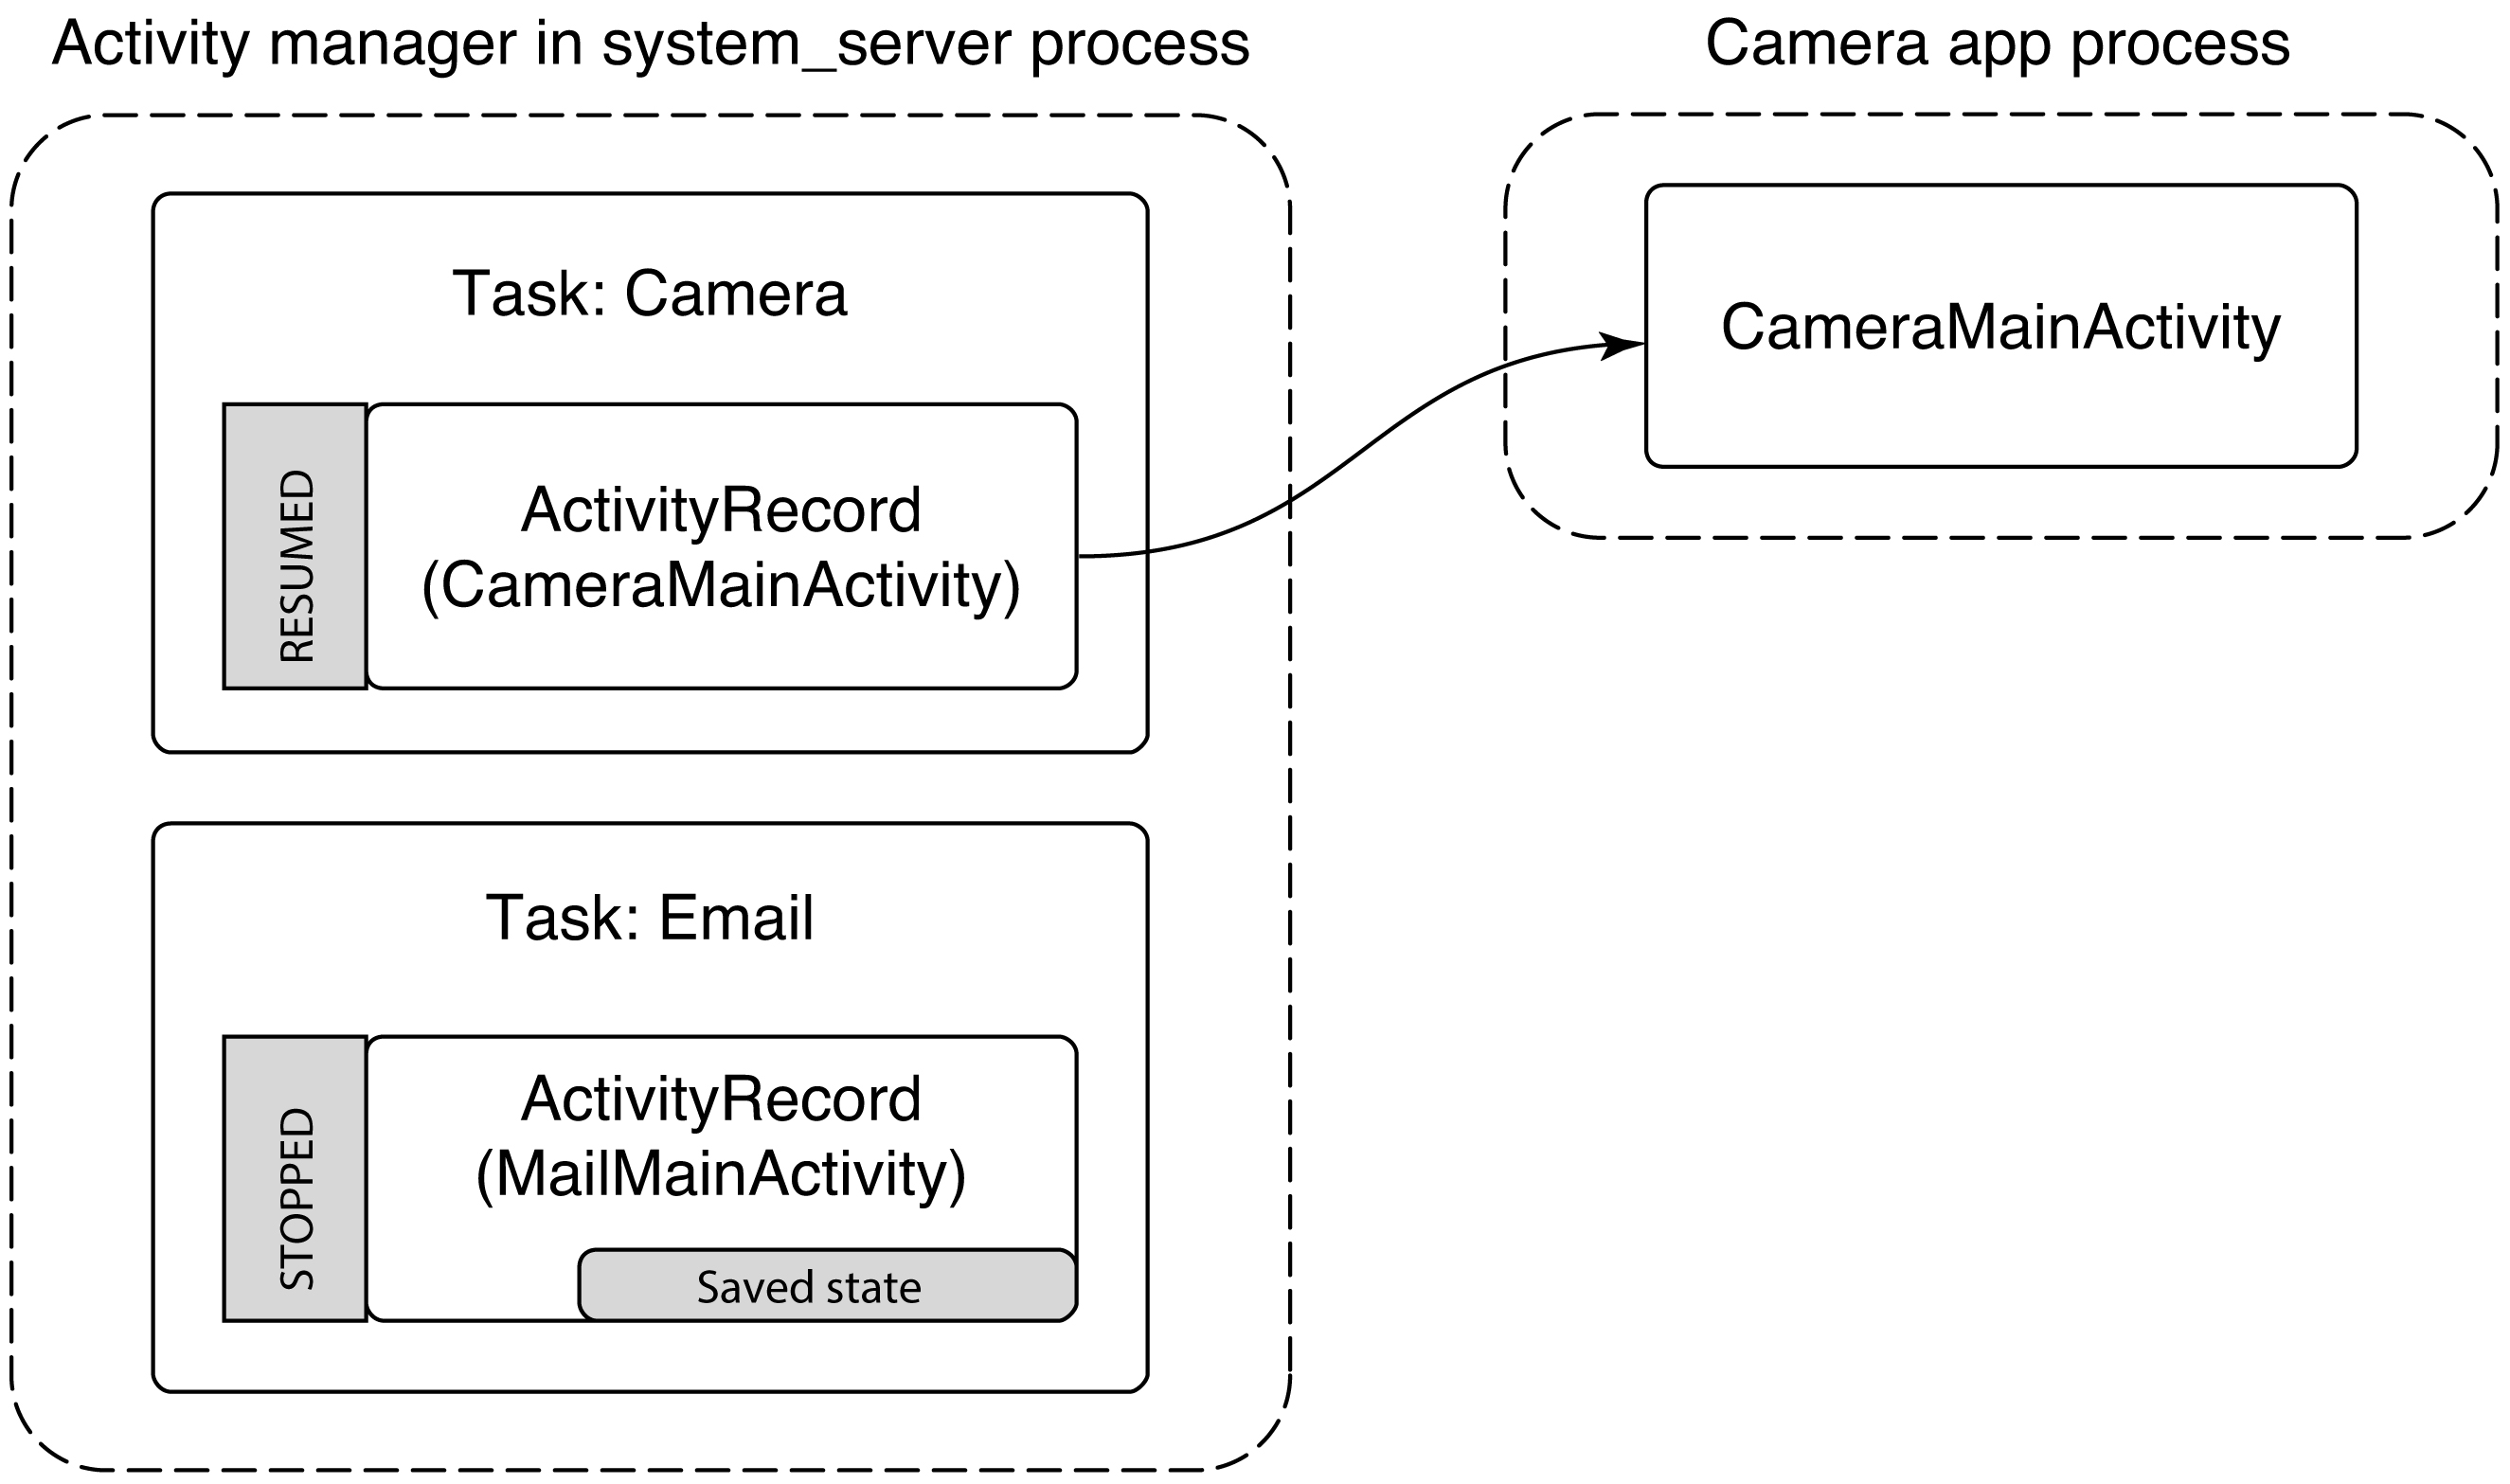 Activity manager in system_server process
Camera app process
Task: Camera
RESUMED
ActivityRecord
(CameraMainActivity)
CameraMainActivity
Task: Email
STOPPED
ActivityRecord
(MailMainActivity)
Saved state